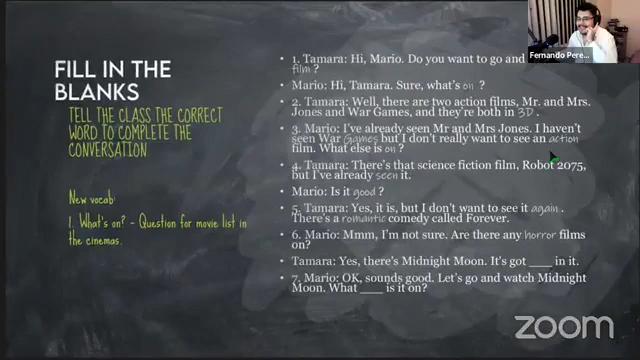 FILL IN THE
BLANKS
TELL THE CLASS THE CORRECT
WORD TO COMPLETE THE
CONVERSATION
New vocab:
1. What's on? - Question for movie list in
the cinemas.
• 1. Tamara: Hi, Mario. Do you want to go and
film ?
Mario: Hi, Tamara. Sure, what's on ?
• 2. Tamara: Well, there are two action films, Mr. and Mrs.
Jones and War Games, and they're both in 3D .
• 3. Mario: I've already seen Mr and Mrs Jones. I haven't
seen War Games but I don't really want to see an action
film. What else is on ?
• 4. Tamara: There's that science fiction film, Robot 2075,
but I've already seen it.
• Mario: Is it good ?
• 5. Tamara: Yes, it is, but I don't want to see it again .
There's a romantic comedy called Forever.
• 6. Mario: Mmm, I'm not sure. Are there any horror films
on?
Tamara: Yes, there's Midnight Moon. It's got ___ in it.
• 7. Mario: OK, sounds good. Let's go and watch Midnight
Moon. What ___ is it on?
Fernando Pere...
zoom